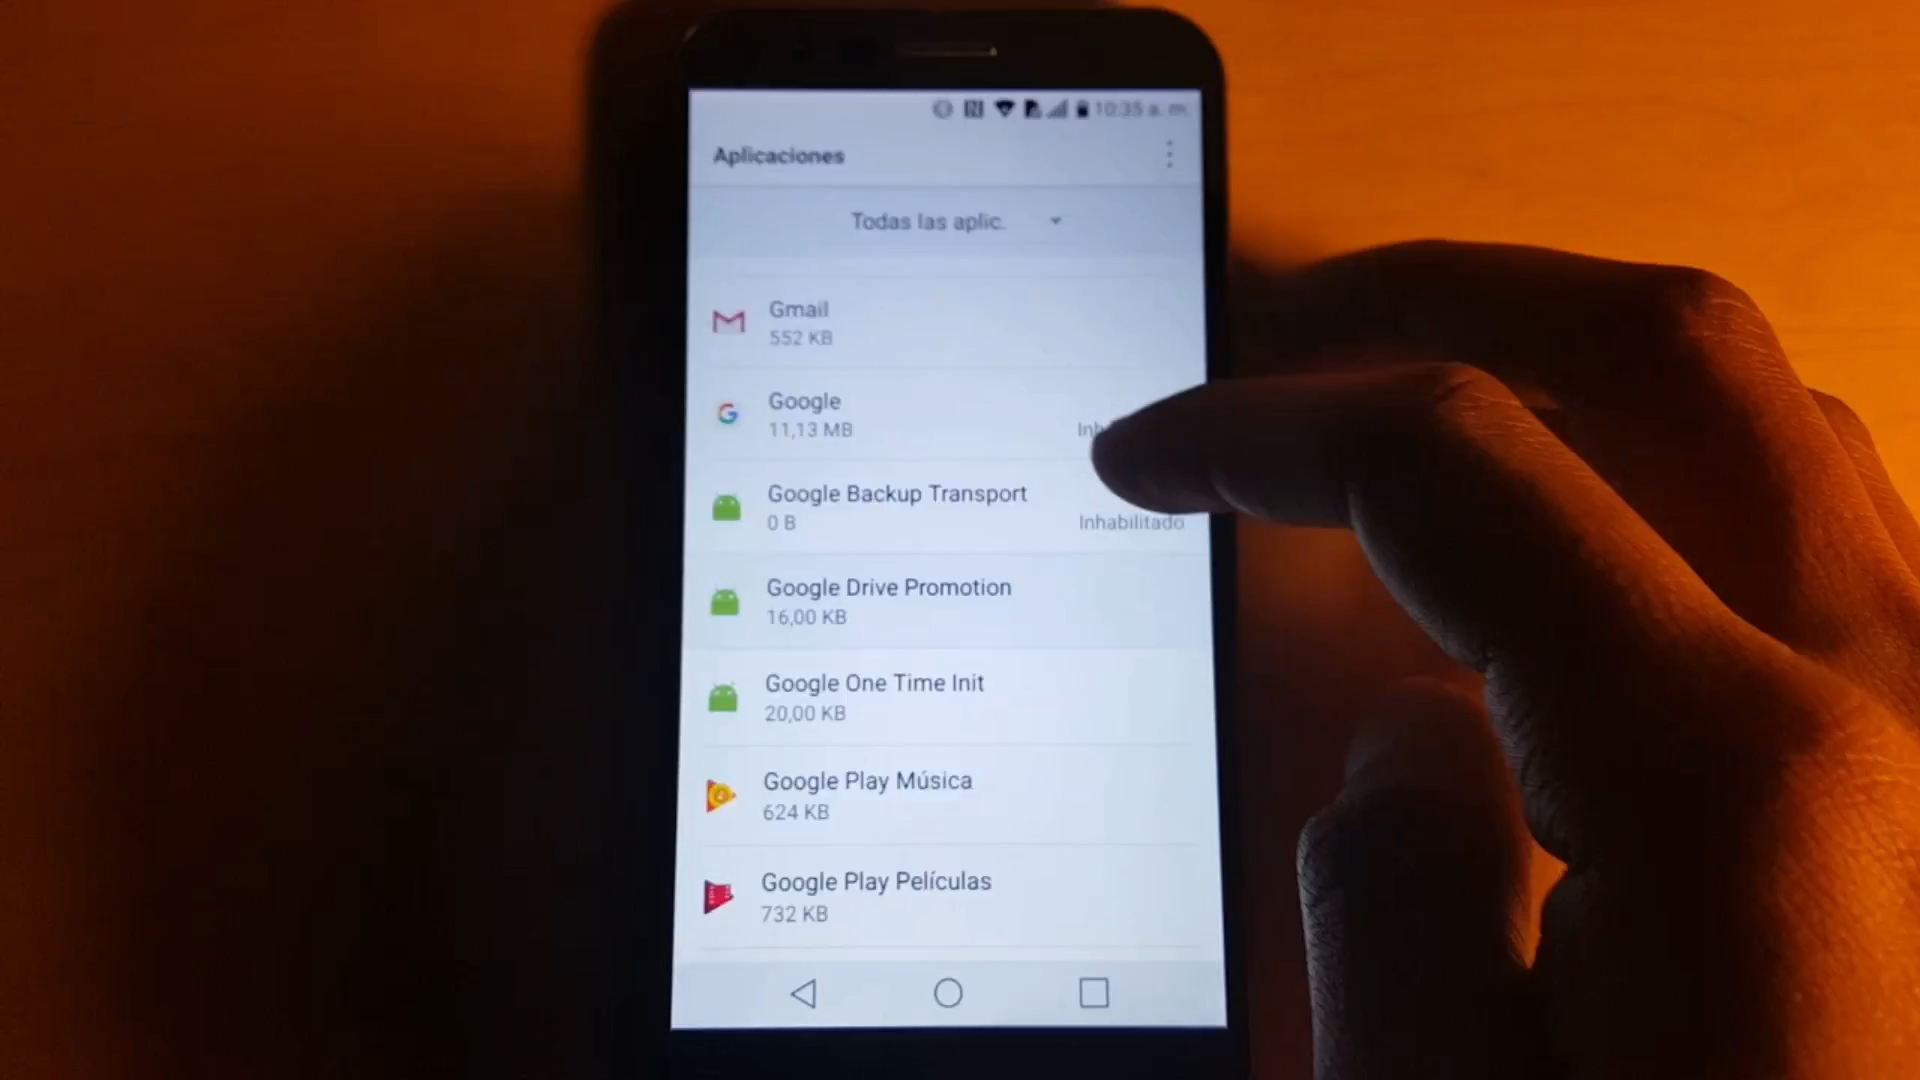 10:35 a. m.
Aplicaciones
Todas las aplic.
Gmail
552 KB
Google
11,13 MB
Google Backup Transport
0 B
Inhabilitado
Google Drive Promotion
16,00 KB
Google One Time Init
20,00 KB
Google Play Música
624 KB
Google Play Películas
732 KB